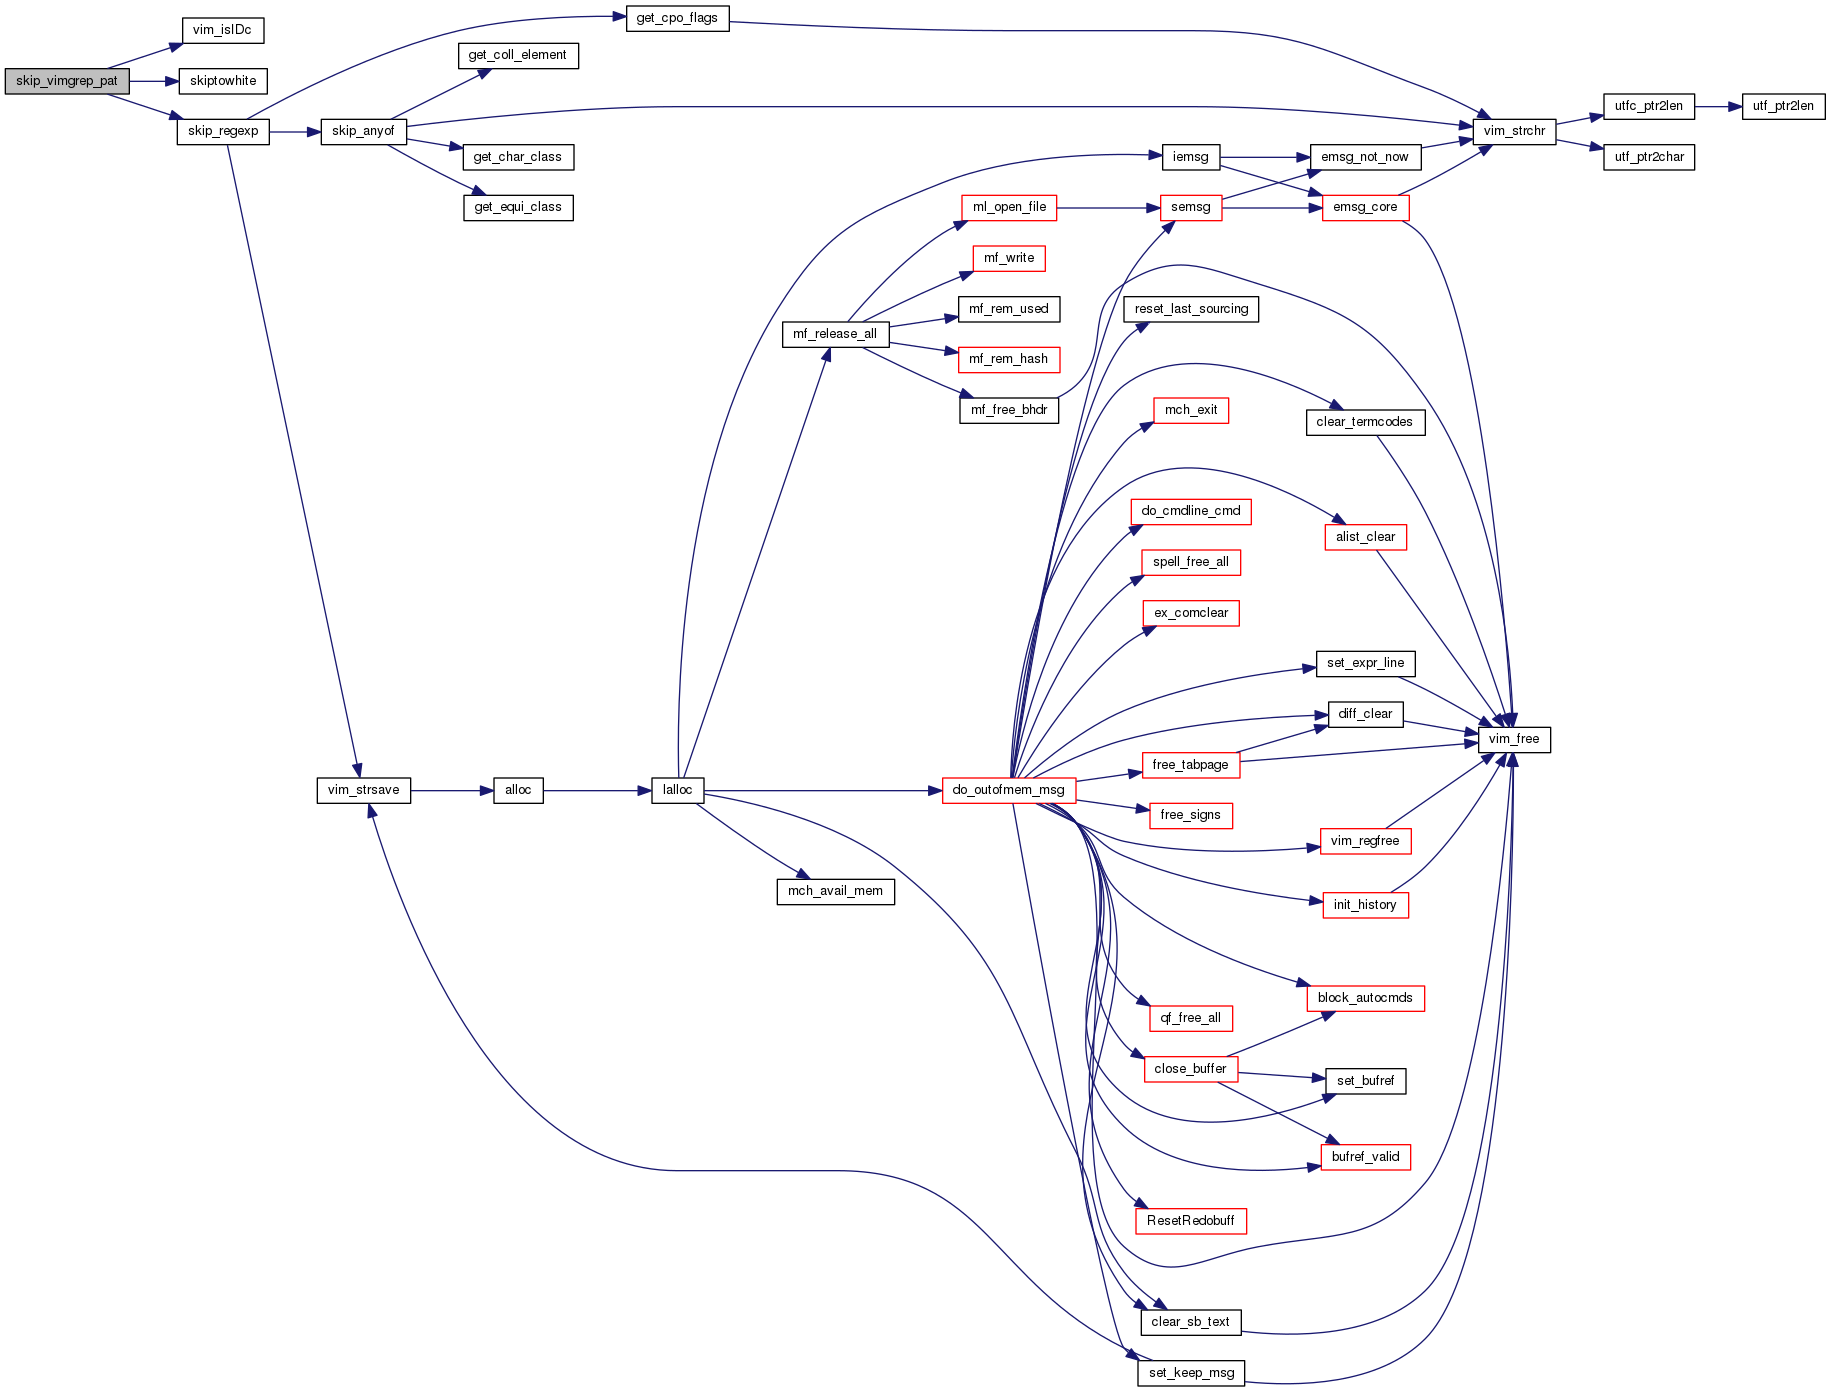 skip_vimgrep_pat
vim_isIDc
skiptowhite
skip_regexp
get_cpo_flags
get_coll_element
skip_anyof
get_char_class
get_equi_class
vim_strchr
utfc_ptr2len
utf_ptr2len
utf_ptr2char
iemsg
emsg_not_now
ml_open_file
semsg
emsg_core
mf_write
mf_release_all
mf_rem_used
mf_rem_hash
mf_free_bhdr
reset_last_sourcing
mch_exit
clear_termcodes
do_cmdline_cmd
alist_clear
spell_free_all
ex_comclear
set_expr_line
diff_clear
vim_free
free_tabpage
vim_strsave
alloc
lalloc
do_outofmem_msg
free_signs
vim_regfree
mch_avail_mem
init_history
block_autocmds
qf_free_all
close_buffer
set_bufref
bufref_valid
ResetRedobuff
clear_sb_text
set_keep_msg